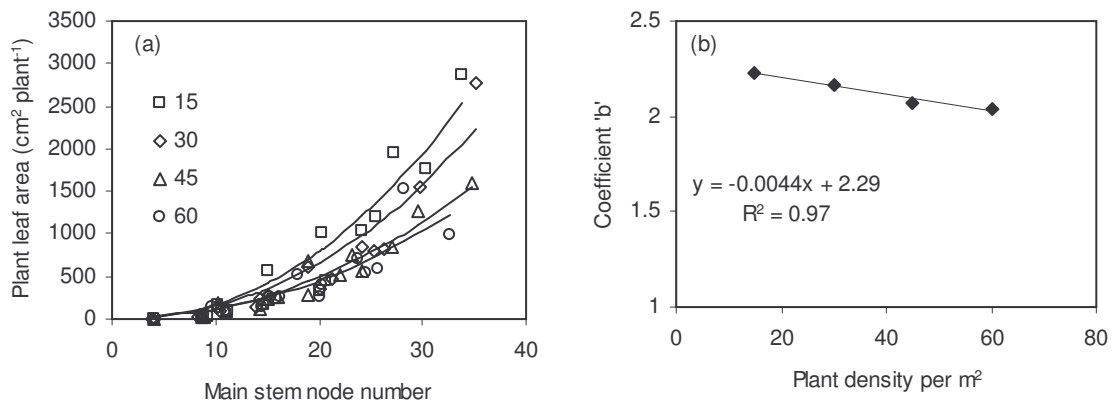 (a)
Plant leaf area (cm² plant⁻¹)
3500
3000
2500
2000
1500
1000
500
0
15
30
45
60
0 10 20 30 40
Main stem node number
(b)
Coefficient 'b'
2.5
2
1.5
1
y = -0.0044x + 2.29
R² = 0.97
0 20 40 60 80
Plant density per m²